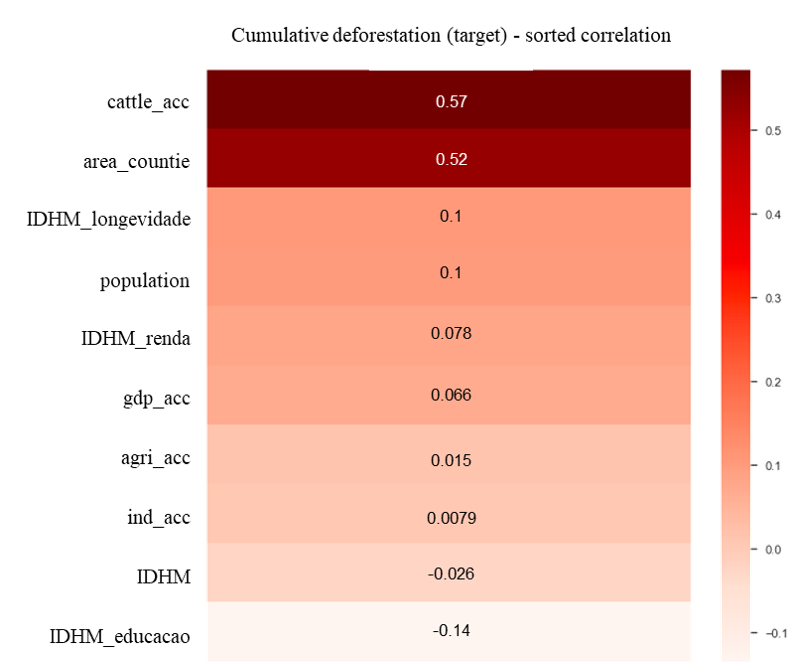 Cumulative deforestation (target) - sorted correlation
cattle_acc 0.57
area_countie 0.52
IDHM_longevidade 0.1
população 0.1
IDHM_renda 0.078
gdp_acc 0.066
agri_acc 0.015
ind_acc 0.0079
IDHM -0.026
IDHM_educacao -0.14
0.5
0.4
0.3
0.2
0.1
0.0
-0.1